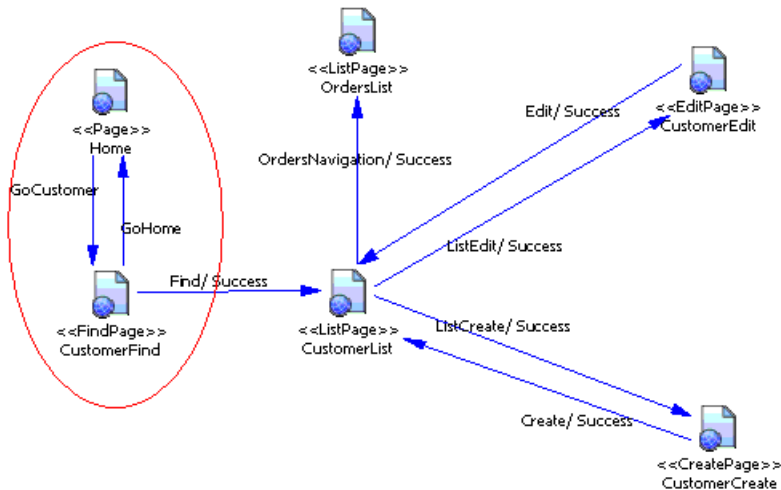 <<ListPage>>
OrdersList
<<Page>>
Home
<<EditPage>>
CustomerEdit
Edit/ Success
OrdersNavigation/ Success
GoCustomer
GoHome
ListEdit/ Success
Find/ Success
<<FindPage>>
CustomerFind
<<ListPage>>
CustomerList
ListCreate/ Success
Create/ Success
<<CreatePage>>
CustomerCreate